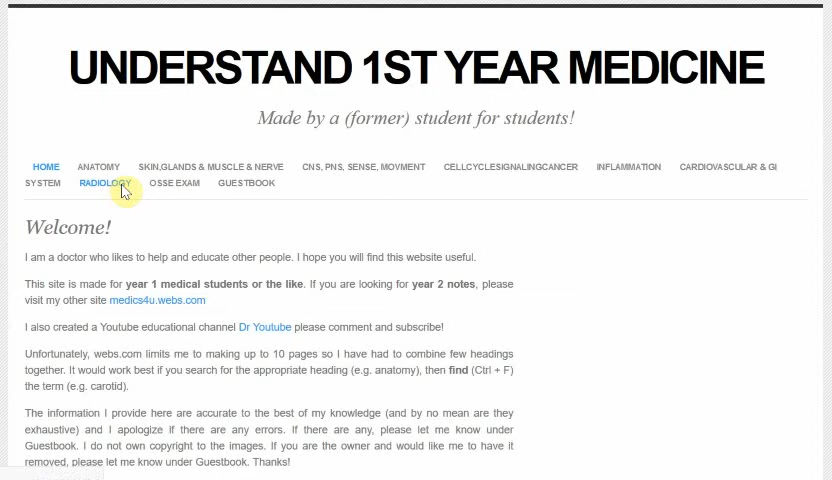 UNDERSTAND 1ST YEAR MEDICINE
Made by a (former) student for students!
HOME ANATOMY SKIN,GLANDS & MUSCLE & NERVE CNS, PNS, SENSE, MOVMENT CELLCYCLESIGNALINGCANCER INFLAMMATION CARDIOVASCULAR & GI
SYSTEM RADIOLOGY OSSE EXAM GUESTBOOK
Welcome!
I am a doctor who likes to help and educate other people. I hope you will find this website useful.
This site is made for year 1 medical students or the like. If you are looking for year 2 notes, please
visit my other site medics4u.webs.com
I also created a Youtube educational channel Dr Youtube please comment and subscribe!
Unfortunately, webs.com limits me to making up to 10 pages so I have had to combine few headings
together. It would work best if you search for the appropriate heading (e.g. anatomy), then find (Ctrl + F)
the term (e.g. carotid).
The information I provide here are accurate to the best of my knowledge (and by no mean are they
exhaustive) and I apologize if there are any errors. If there are any, please let me know under
Guestbook. I do not own copyright to the images. If you are the owner and would like me to have it
removed, please let me know under Guestbook. Thanks!